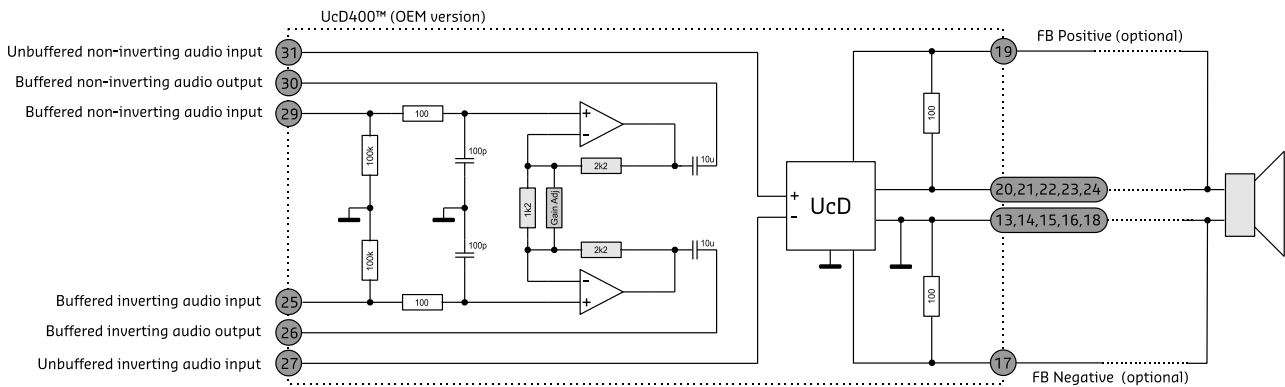 UcD400™ (OEM version)
Unbuffered non-inverting audio input
31
19
FB Positive (optional)
Buffered non-inverting audio output
30
Buffered non-inverting audio input
29
100
+
-
100
100k
100p
2k2
10u
1k2
Gain Adj
+
-
UcD
20,21,22,23,24
13,14,15,16,18
100k
100p
2k2
10u
100
-
+
Buffered inverting audio input
25
100
Buffered inverting audio output
26
Unbuffered inverting audio input
27
17
FB Negative (optional)